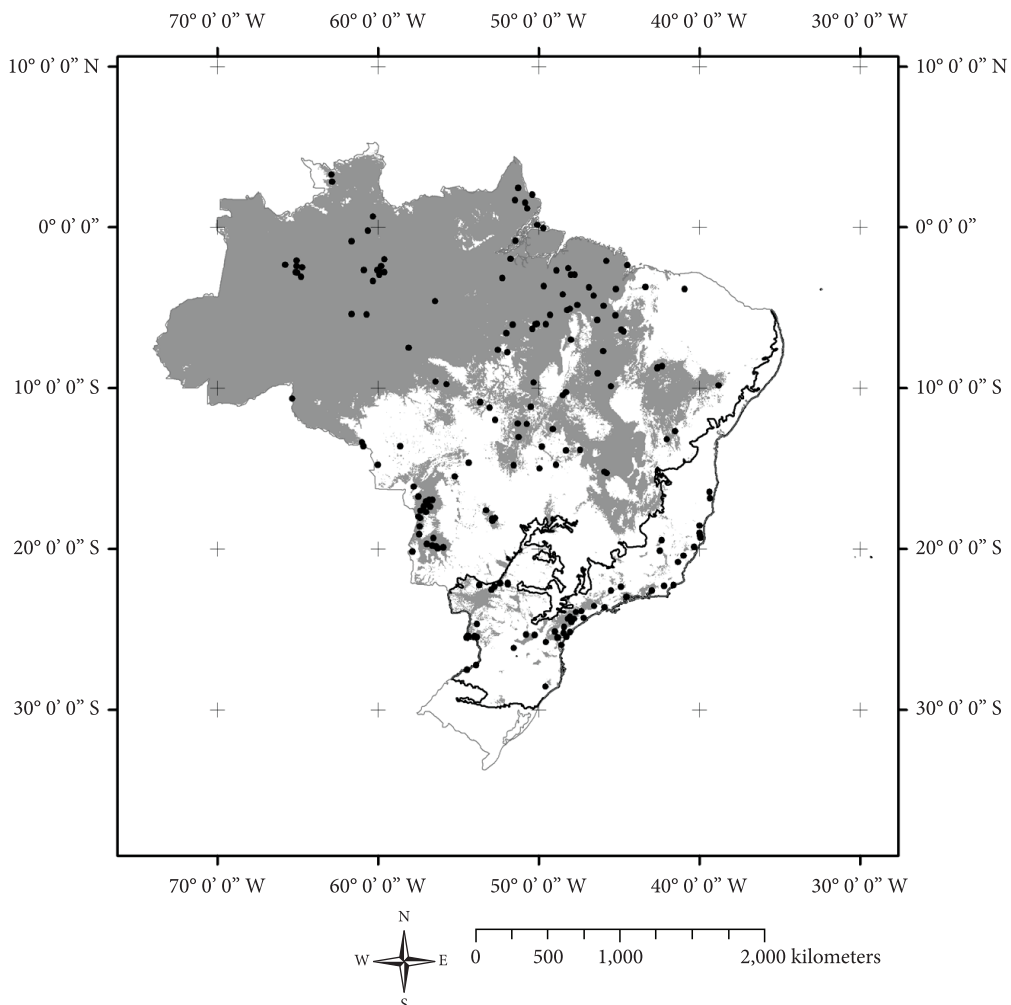 70° 0’ 0” W 60° 0’ 0” W 50° 0’ 0” W 40° 0’ 0” W 30° 0’ 0” W
10° 0’ 0” N 10° 0’ 0” N
0° 0’ 0” 0° 0’ 0”
10° 0’ 0” S 10° 0’ 0” S
20° 0’ 0” S 20° 0’ 0” S
30° 0’ 0” S 30° 0’ 0” S
70° 0’ 0” W 60° 0’ 0” W 50° 0’ 0” W 40° 0’ 0” W 30° 0’ 0” W
N
W E
S
0 500 1,000 2,000 kilometers